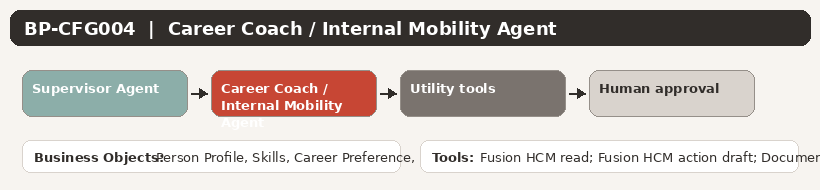 BP-CFG004 | Career Coach / Internal Mobility Agent
Supervisor Agent
Career Coach /
Internal Mobility
Agent
Utility tools
Human approval
Business Objects: Person Profile, Skills, Career Preference,
Tools: Fusion HCM read; Fusion HCM action draft; Documen